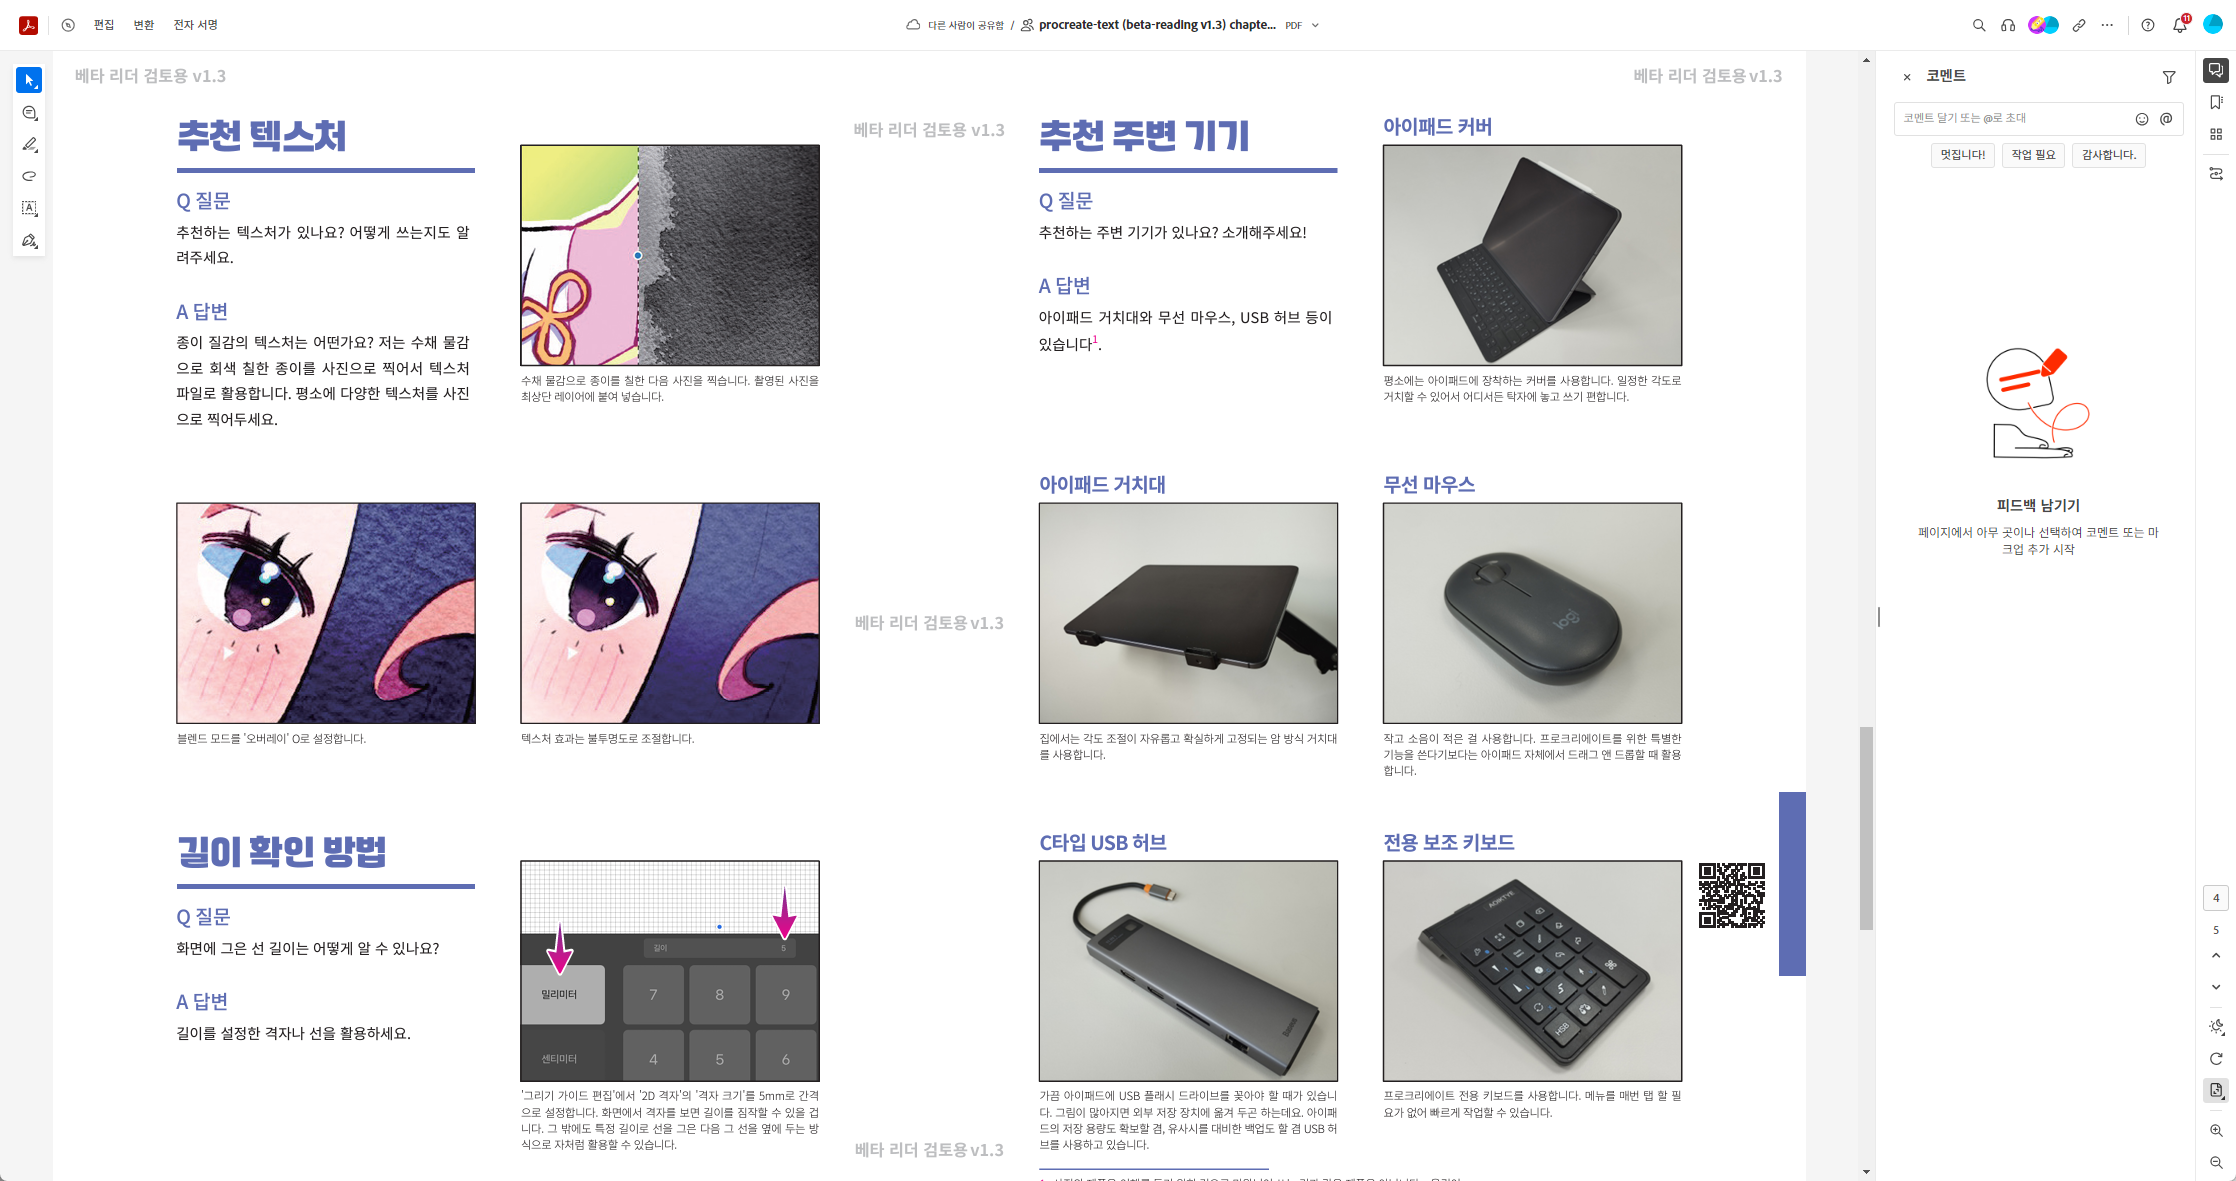 편집
변환
전자 서명
다른 사람이 공유함 /
procreate-text (beta-reading v1.3) chapte...
PDF
11
베타 리더 검토용 v1.3
베타 리더 검토용 v1.3
추천 텍스처
Q 질문
추천하는 텍스처가 있나요? 어떻게 쓰는지도 알
려주세요.
A 답변
종이 질감의 텍스처는 어떤가요? 저는 수채 물감
으로 회색 칠한 종이를 사진으로 찍어서 텍스처
파일로 활용합니다. 평소에 다양한 텍스처를 사진
으로 찍어두세요.
수채 물감으로 종이를 칠한 다음 사진을 찍습니다. 촬영된 사진을
최상단 레이어에 붙여 넣습니다.
블렌드 모드를 '오버레이' O로 설정합니다.
텍스처 효과는 불투명도로 조절합니다.
길이 확인 방법
Q 질문
화면에 그은 선 길이는 어떻게 알 수 있나요?
A 답변
길이를 설정한 격자나 선을 활용하세요.
길이
5
밀리미터
7
8
9
센티미터
4
5
6
'그리기 가이드 편집'에서 '2D 격자'의 '격자 크기'를 5mm로 간격
으로 설정합니다. 화면에서 격자를 보면 길이를 짐작할 수 있을 겁
니다. 그 밖에도 특정 길이로 선을 그은 다음 그 선을 옆에 두는 방
식으로 자처럼 활용할 수 있습니다.
베타 리더 검토용 v1.3
베타 리더 검토용 v1.3
베타 리더 검토용 v1.3
추천 주변 기기
Q 질문
추천하는 주변 기기가 있나요? 소개해주세요!
A 답변
아이패드 거치대와 무선 마우스, USB 허브 등이
있습니다1.
아이패드 커버
평소에는 아이패드에 장착하는 커버를 사용합니다. 일정한 각도로
거치할 수 있어서 어디서든 탁자에 놓고 쓰기 편합니다.
아이패드 거치대
집에서는 각도 조절이 자유롭고 확실하게 고정되는 암 방식 거치대
를 사용합니다.
무선 마우스
logi
작고 소음이 적은 걸 사용합니다. 프로크리에이트를 위한 특별한
기능을 쓴다기보다는 아이패드 자체에서 드래그 앤 드롭할 때 활용
합니다.
C타입 USB 허브
가끔 아이패드에 USB 플래시 드라이브를 꽂아야 할 때가 있습니
다. 그림이 많아지면 외부 저장 장치에 옮겨 두곤 하는데요. 아이패
드의 저장 용량도 확보할 겸, 유사시를 대비한 백업도 할 겸 USB 허
브를 사용하고 있습니다.
전용 보조 키보드
HSB
프로크리에이트 전용 키보드를 사용합니다. 메뉴를 매번 탭 할 필
요가 없어 빠르게 작업할 수 있습니다.
코멘트
코멘트 달기 또는 @로 초대
멋집니다!
작업 필요
감사합니다.
피드백 남기기
페이지에서 아무 곳이나 선택하여 코멘트 또는 마
크업 추가 시작
4
5